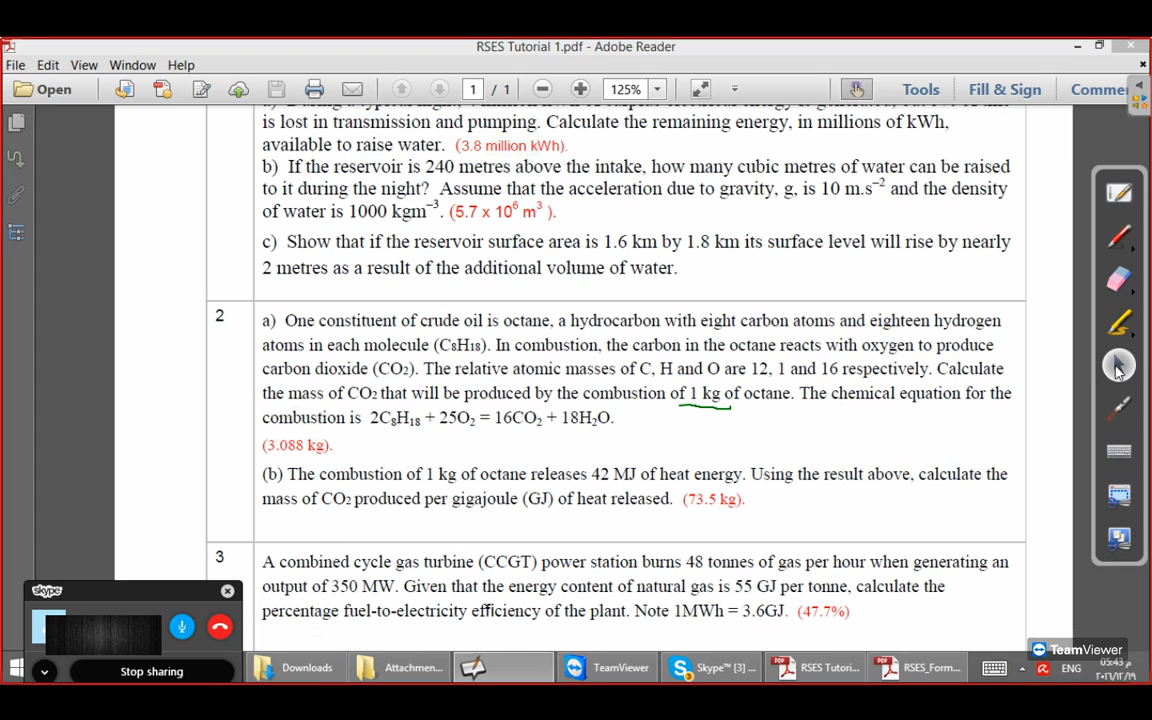 RSES Tutorial 1.pdf - Adobe Reader
File Edit View Window Help
Open 1 / 1 125% Tools Fill & Sign Comme
is lost in transmission and pumping. Calculate the remaining energy, in millions of kWh,
available to raise water. (3.8 million kWh).
b) If the reservoir is 240 metres above the intake, how many cubic metres of water can be raised
to it during the night? Assume that the acceleration due to gravity, g, is 10 m.s⁻² and the density
of water is 1000 kgm⁻³. (5.7 x 10⁶ m³ ).
c) Show that if the reservoir surface area is 1.6 km by 1.8 km its surface level will rise by nearly
2 metres as a result of the additional volume of water.
2
a) One constituent of crude oil is octane, a hydrocarbon with eight carbon atoms and eighteen hydrogen
atoms in each molecule (C8H18). In combustion, the carbon in the octane reacts with oxygen to produce
carbon dioxide (CO2). The relative atomic masses of C, H and O are 12, 1 and 16 respectively. Calculate
the mass of CO2 that will be produced by the combustion of 1 kg of octane. The chemical equation for the
combustion is 2C₈H₁₈ + 25O₂ = 16CO₂ + 18H₂O.
(3.088 kg).
(b) The combustion of 1 kg of octane releases 42 MJ of heat energy. Using the result above, calculate the
mass of CO2 produced per gigajoule (GJ) of heat released. (73.5 kg).
3
A combined cycle gas turbine (CCGT) power station burns 48 tonnes of gas per hour when generating an
output of 350 MW. Given that the energy content of natural gas is 55 GJ per tonne, calculate the
percentage fuel-to-electricity efficiency of the plant. Note 1MWh = 3.6GJ. (47.7%)
skype
Stop sharing
TeamViewer
Downloads Attachmen... TeamViewer Skype™ [3] ... RSES Tutori... RSES_Form... ENG م 05:43
٢٠١٦/١٢/١٩